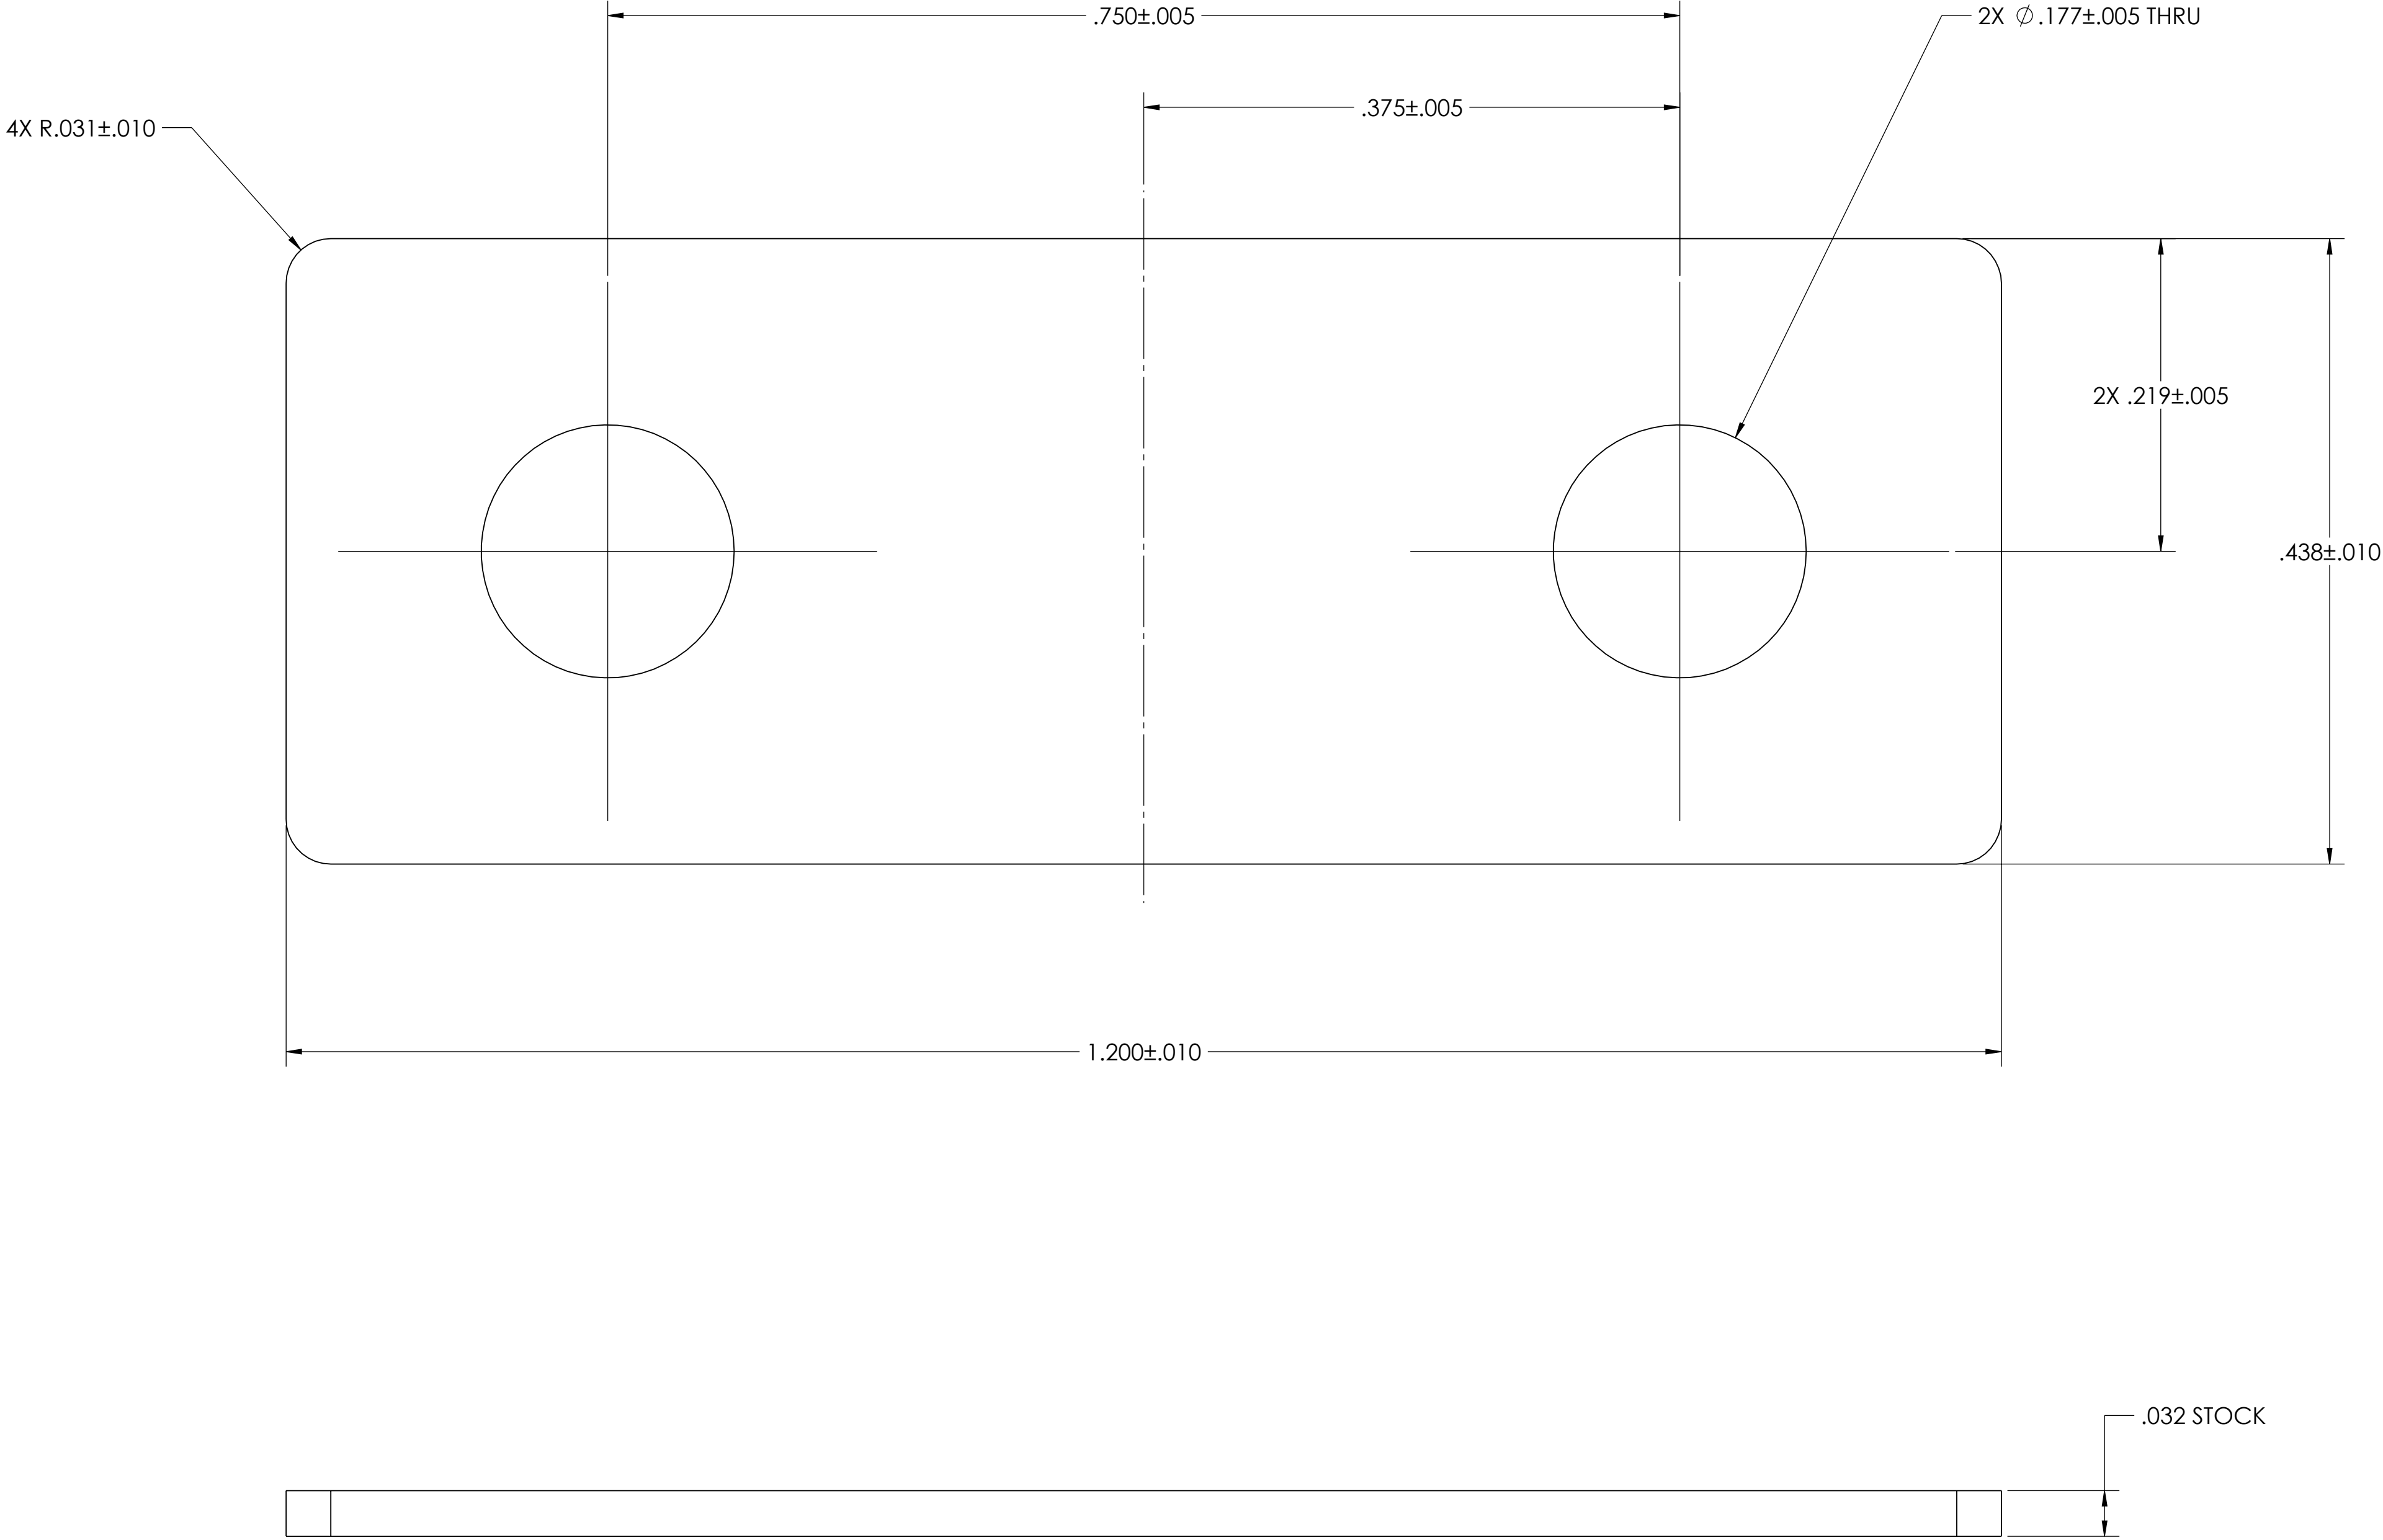 .750±.005
2X ∅.177±.005 THRU
.375±.005
4X R.031±.010
2X .219±.005
.438±.010
1.200±.010
.032 STOCK